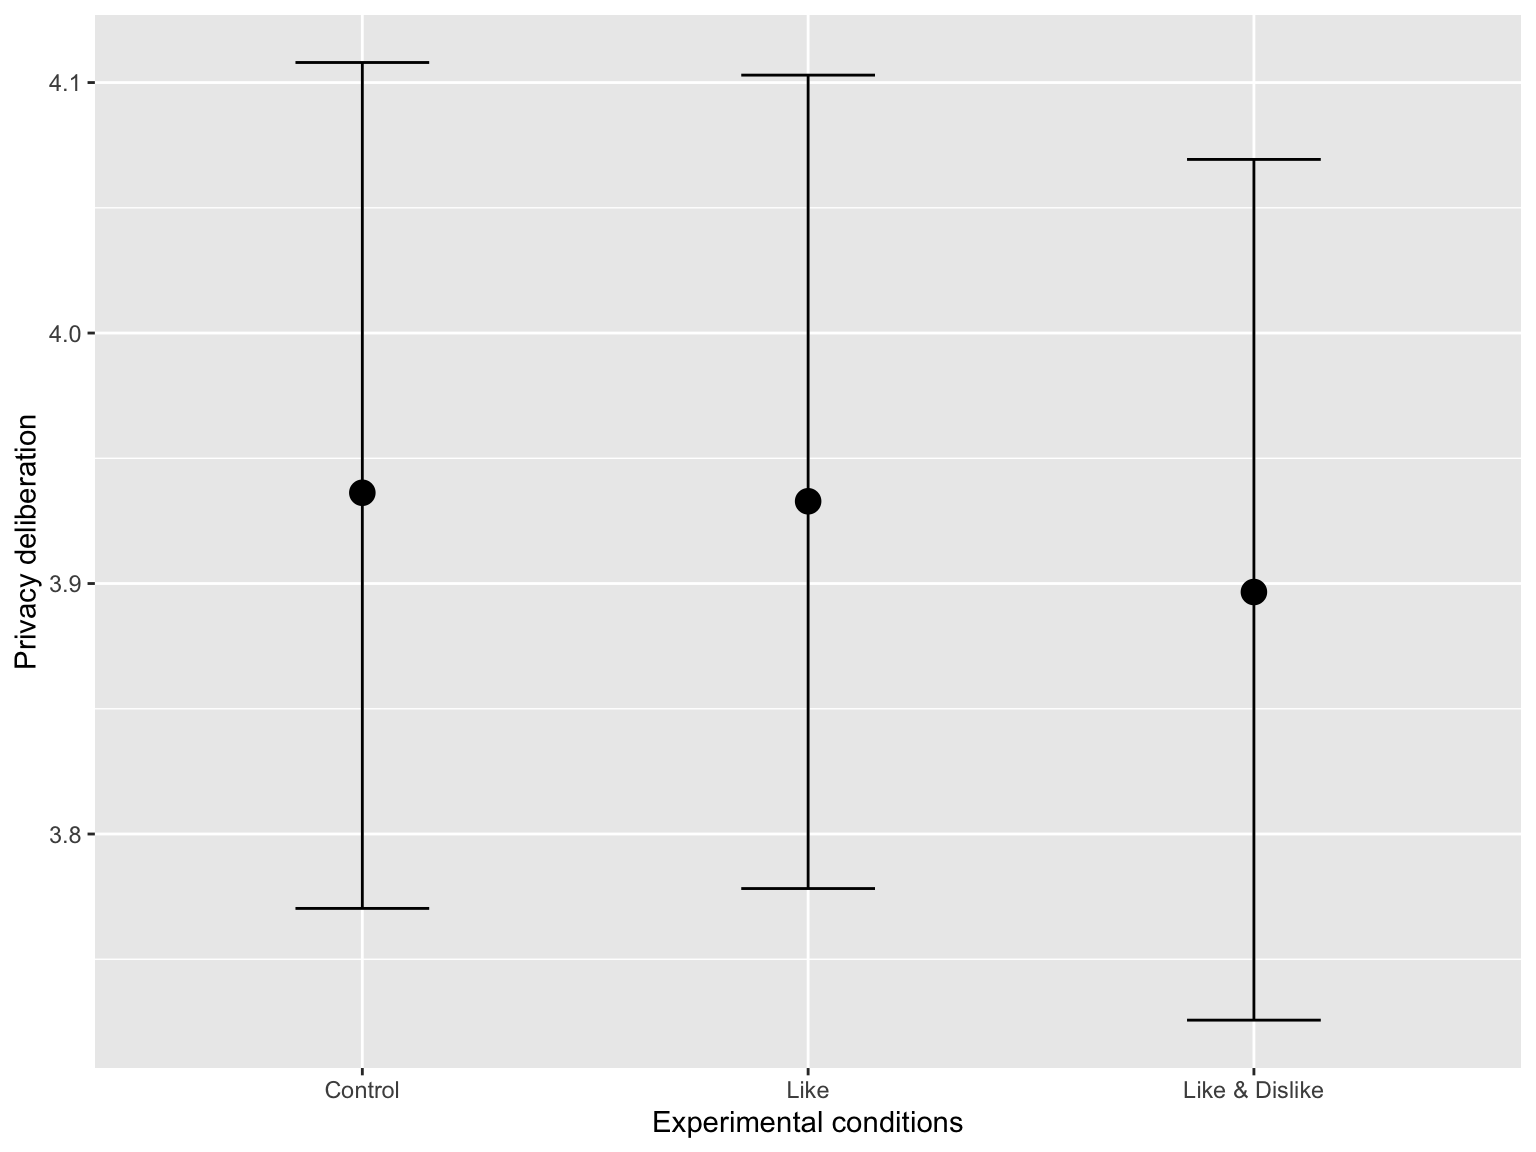 4.1
4.0
3.9
3.8
Privacy deliberation
Control
Like
Like & Dislike
Experimental conditions